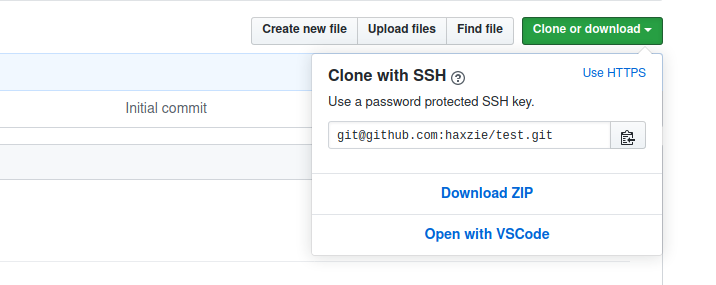 Create new file Upload files Find file Clone or download
Clone with SSH ? Use HTTPS
Use a password protected SSH key.
Initial commit
git@github.com:haxzie/test.git
Download ZIP
Open with VSCode